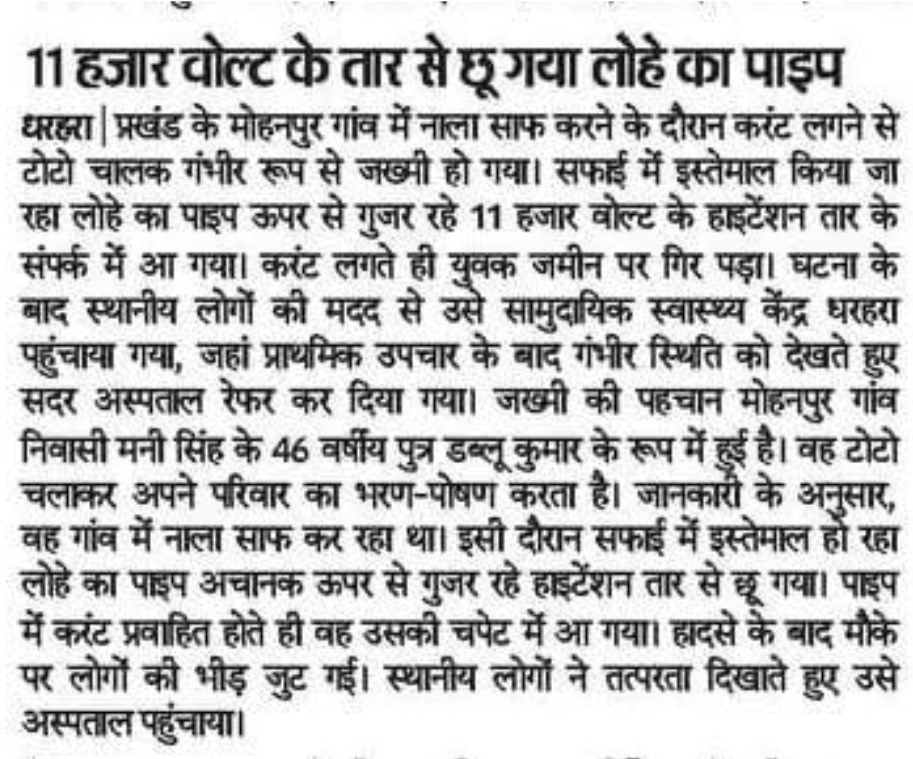 11 हजार वोल्ट के तार से छू गया लोहे का पाइप
धरहरा | प्रखंड के मोहनपुर गांव में नाला साफ करने के दौरान करंट लगने से
टोटो चालक गंभीर रूप से जख्मी हो गया। सफाई में इस्तेमाल किया जा
रहा लोहे का पाइप ऊपर से गुजर रहे 11 हजार वोल्ट के हाइटेंशन तार के
संपर्क में आ गया। करंट लगते ही युवक जमीन पर गिर पड़ा। घटना के
बाद स्थानीय लोगों की मदद से उसे सामुदायिक स्वास्थ्य केंद्र धरहरा
पहुंचाया गया, जहां प्राथमिक उपचार के बाद गंभीर स्थिति को देखते हुए
सदर अस्पताल रेफर कर दिया गया। जख्मी की पहचान मोहनपुर गांव
निवासी मनी सिंह के 46 वर्षीय पुत्र डब्लू कुमार के रूप में हुई है। वह टोटो
चलाकर अपने परिवार का भरण-पोषण करता है। जानकारी के अनुसार,
वह गांव में नाला साफ कर रहा था। इसी दौरान सफाई में इस्तेमाल हो रहा
लोहे का पाइप अचानक ऊपर से गुजर रहे हाइटेंशन तार से छू गया। पाइप
में करंट प्रवाहित होते ही वह उसकी चपेट में आ गया। हादसे के बाद मौके
पर लोगों की भीड़ जुट गई। स्थानीय लोगों ने तत्परता दिखाते हुए उसे
अस्पताल पहुंचाया।